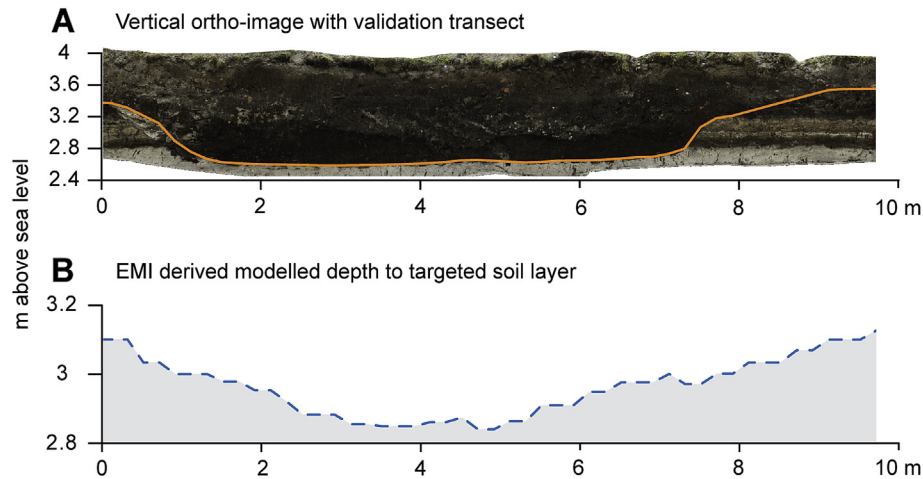 A Vertical ortho-image with validation transect
4
3.6
3.2
2.8
2.4
0 2 4 6 8 10 m
m above sea level
B EMI derived modelled depth to targeted soil layer
3.2
3
2.8
0 2 4 6 8 10 m